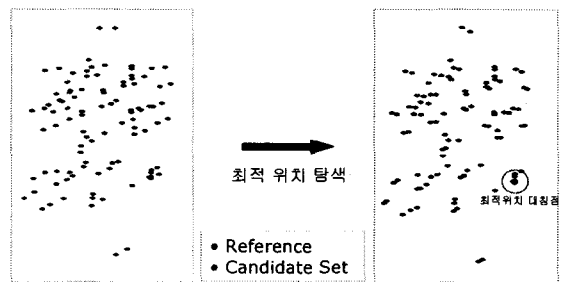 최적 위치 탐색
최적위치 대칭점
• Reference
• Candidate Set